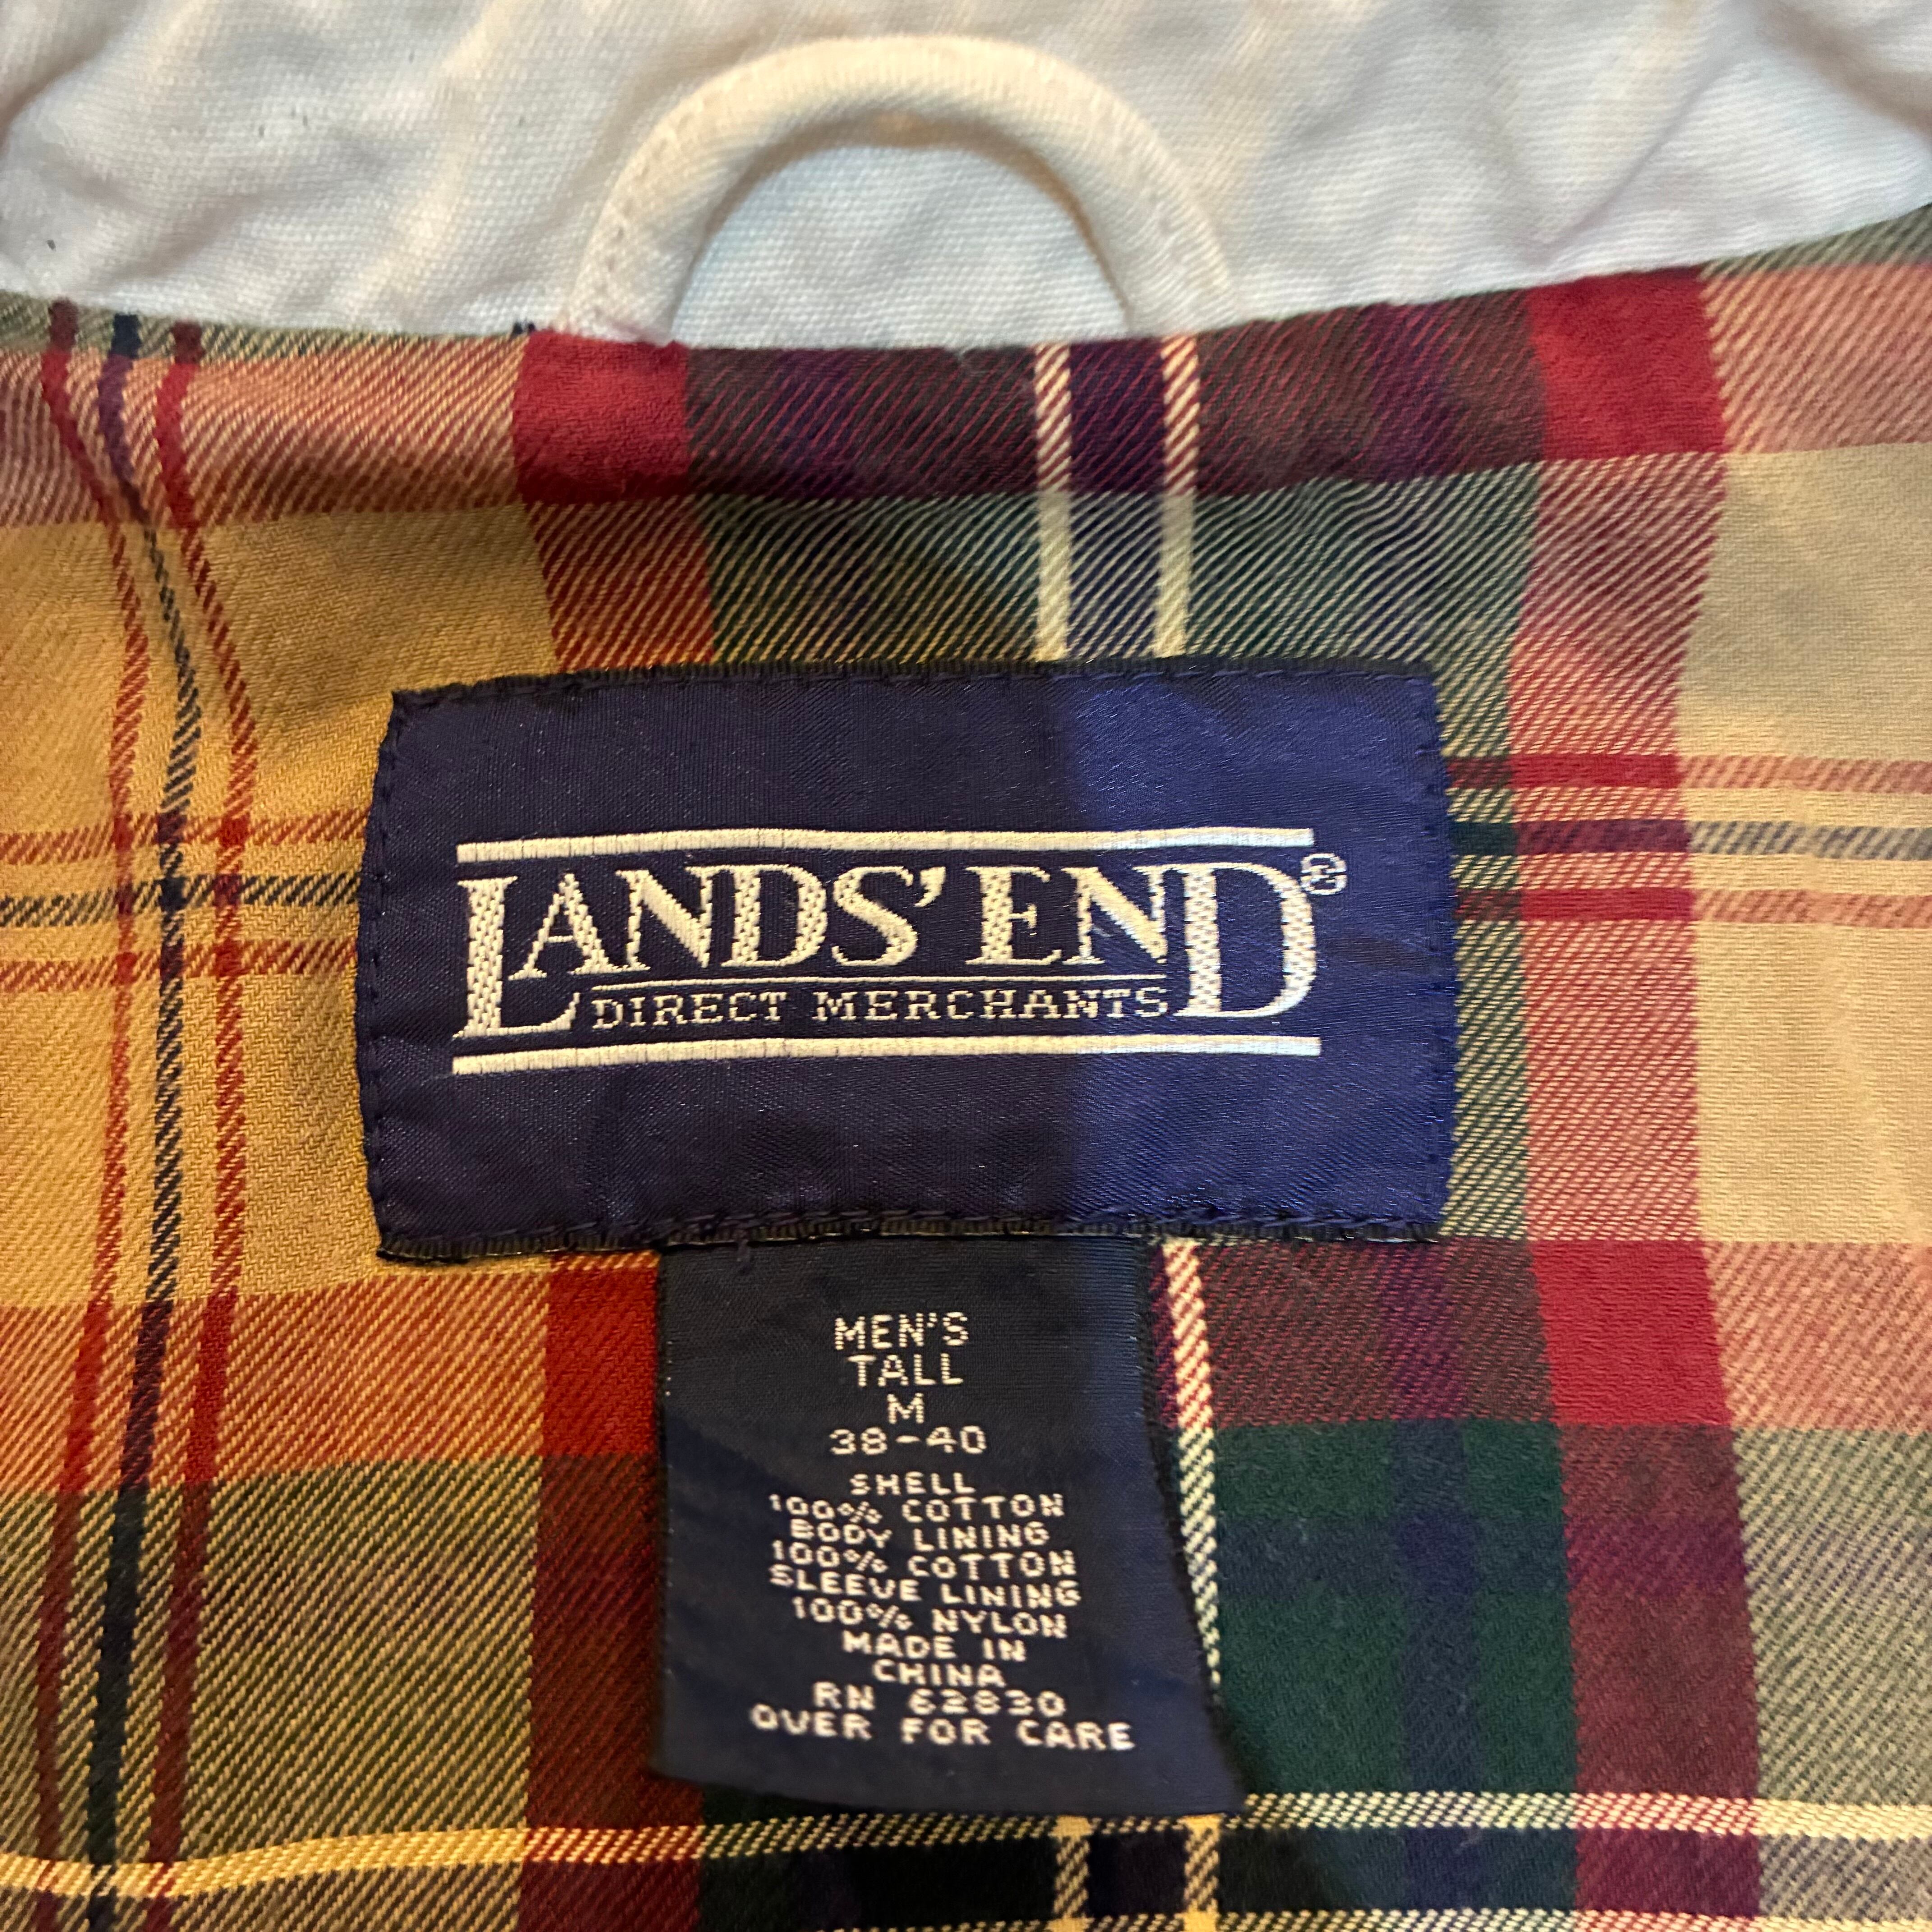 LANDS' END®
DIRECT MERCHANTS
MEN'S
TALL
M
38-40
SHELL
100% COTTON
BODY LINING
100% COTTON
SLEEVE LINING
100% NYLON
MADE IN
CHINA
RN 62830
OVER FOR CARE